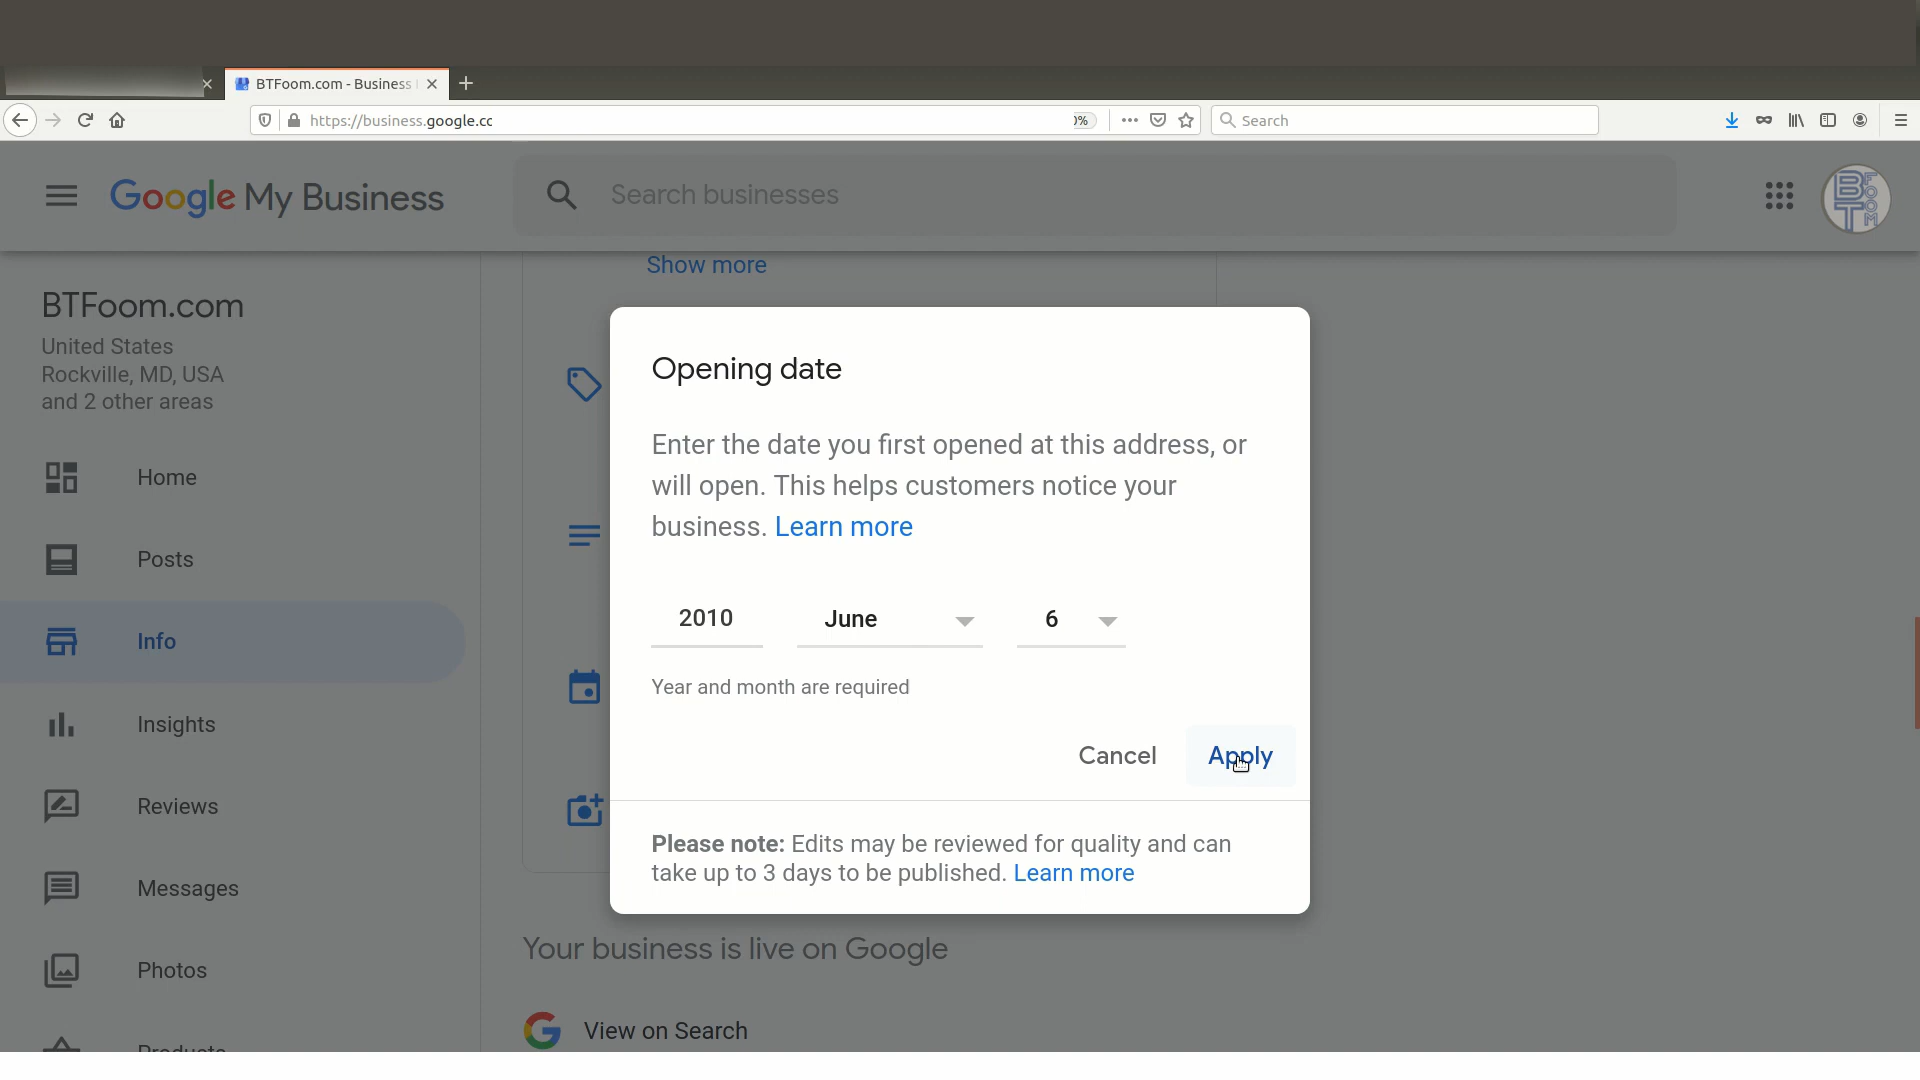 BTFoom.com - Business
https://business.google.cc
0%
Search
Google My Business
Search businesses
BT FOOM
BTFoom.com
United States
Rockville, MD, USA
and 2 other areas
Home
Posts
Info
Insights
Reviews
Messages
Photos
Products
Show more
Opening date
Enter the date you first opened at this address, or
will open. This helps customers notice your
business. Learn more
2010 June 6
Year and month are required
Cancel Apply
Please note: Edits may be reviewed for quality and can
take up to 3 days to be published. Learn more
Your business is live on Google
View on Search